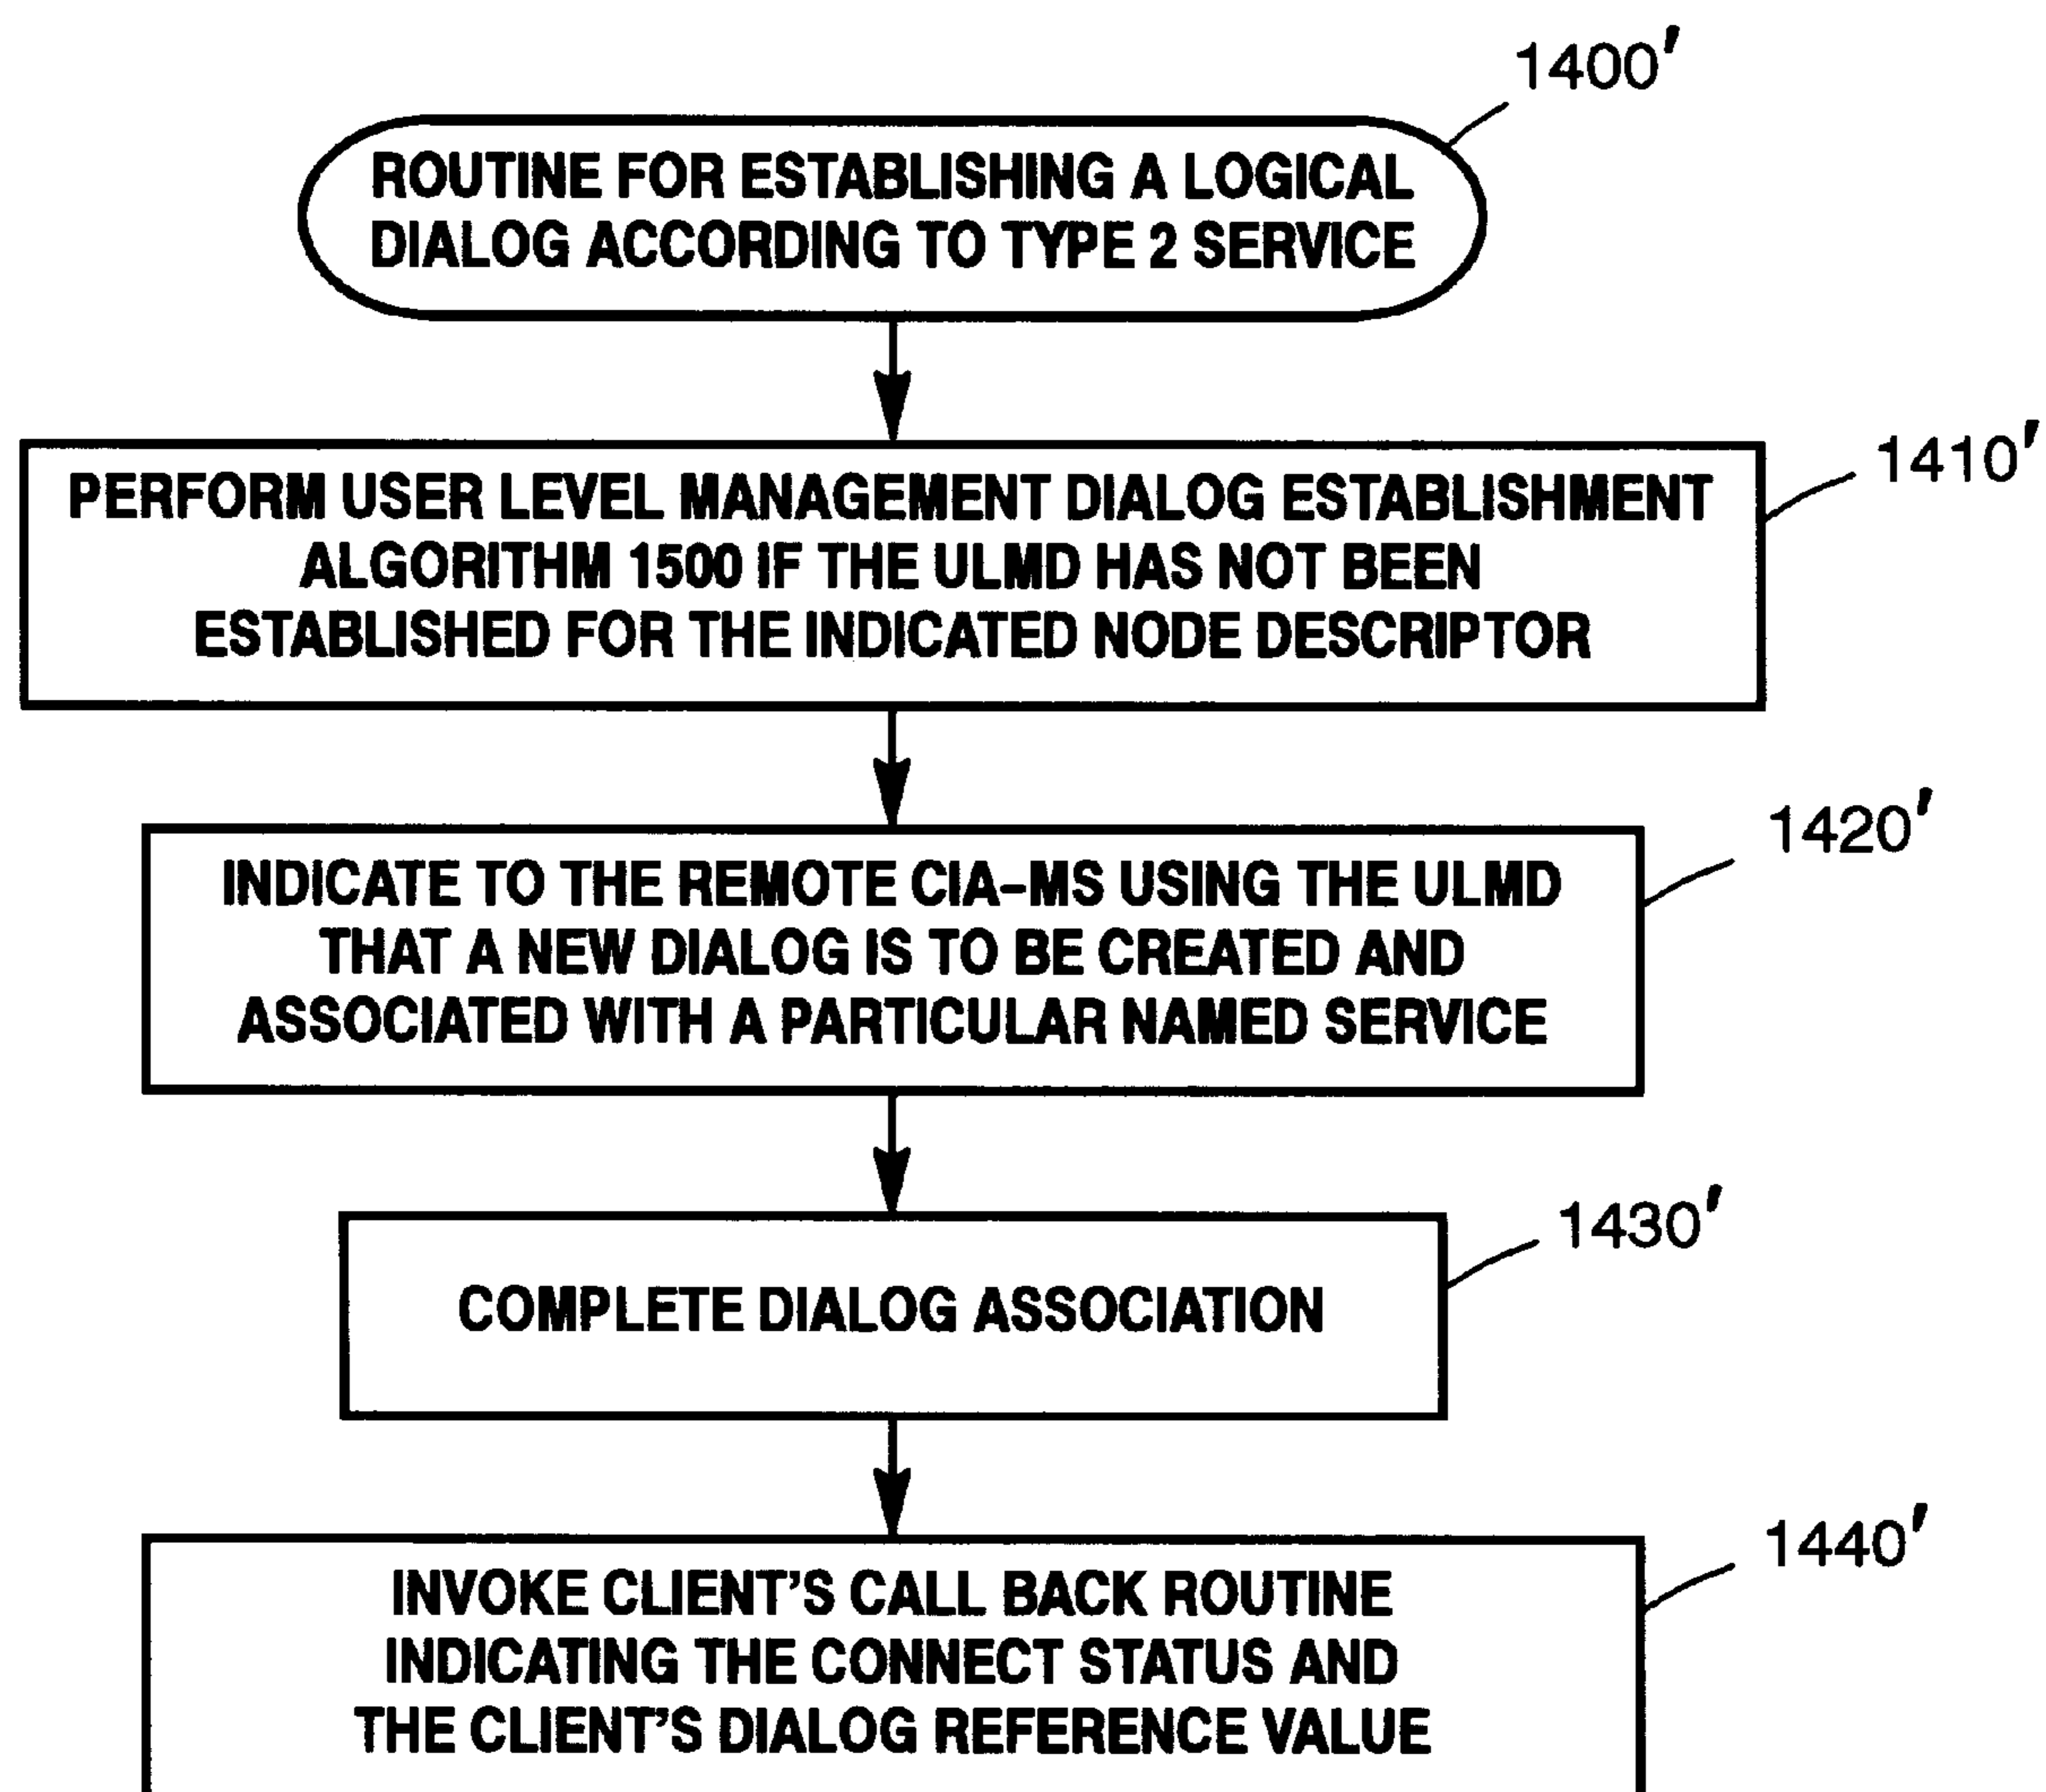 1400'
ROUTINE FOR ESTABLISHING A LOGICAL
DIALOG ACCORDING TO TYPE 2 SERVICE
1410'
PERFORM USER LEVEL MANAGEMENT DIALOG ESTABLISHMENT
ALGORITHM 1500 IF THE ULMD HAS NOT BEEN
ESTABLISHED FOR THE INDICATED NODE DESCRIPTOR
1420'
INDICATE TO THE REMOTE CIA-MS USING THE ULMD
THAT A NEW DIALOG IS TO BE CREATED AND
ASSOCIATED WITH A PARTICULAR NAMED SERVICE
1430'
COMPLETE DIALOG ASSOCIATION
1440'
INVOKE CLIENT'S CALL BACK ROUTINE
INDICATING THE CONNECT STATUS AND
THE CLIENT'S DIALOG REFERENCE VALUE